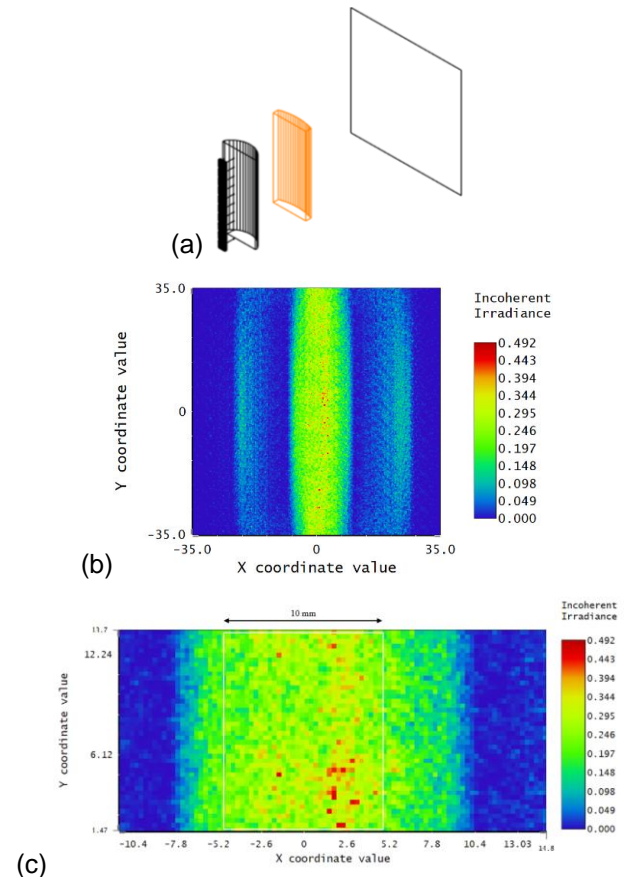 (a)
35.0
0
-35.0
Y coordinate value
-35.0 0 35.0
X coordinate value
Incoherent
Irradiance
0.492
0.443
0.394
0.344
0.295
0.246
0.197
0.148
0.098
0.049
0.000
(b)
10 mm
13.7
12.24
6.12
1.47
Y coordinate value
-10.4 -7.8 -5.2 -2.6 0 2.6 5.2 7.8 10.4 13.03 14.8
X coordinate value
Incoherent
Irradiance
0.492
0.443
0.394
0.344
0.295
0.246
0.197
0.148
0.098
0.049
0.000
(c)